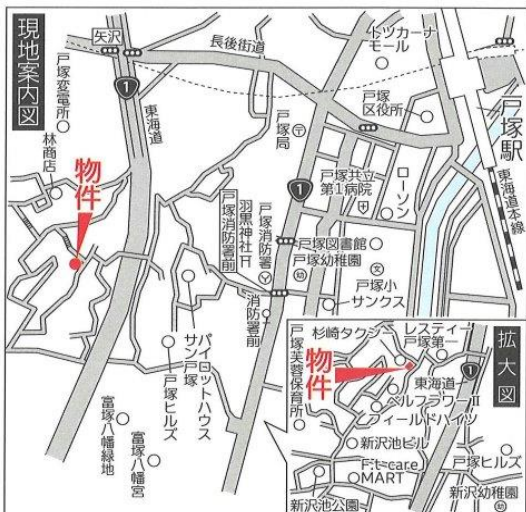 現地案内図
矢沢
長後街道
トツカーナ
モール
戸塚変電所
1
東海道
戸塚局
〒
戸塚
区役所
戸塚駅
東海道本線
林商店
物件
戸塚共立
第1病院
ローソン
1
羽黒神社
戸塚消防署前
戸塚消防署
戸塚図書館
戸塚幼稚園
幼
文
戸塚小
サンクス
消防署前
パイロットハウス
サン戸塚
戸塚ヒルズ
富塚八幡緑地
富塚八幡宮
拡大図
杉崎タクシー
レスティー
戸塚第一
1
物件
東海道
ベルフラワーII
フィールドハイツ
戸塚芙蓉保育所
新沢池ビル
Fit care
MART
戸塚ヒルズ
新沢池公園
新沢幼稚園
幼